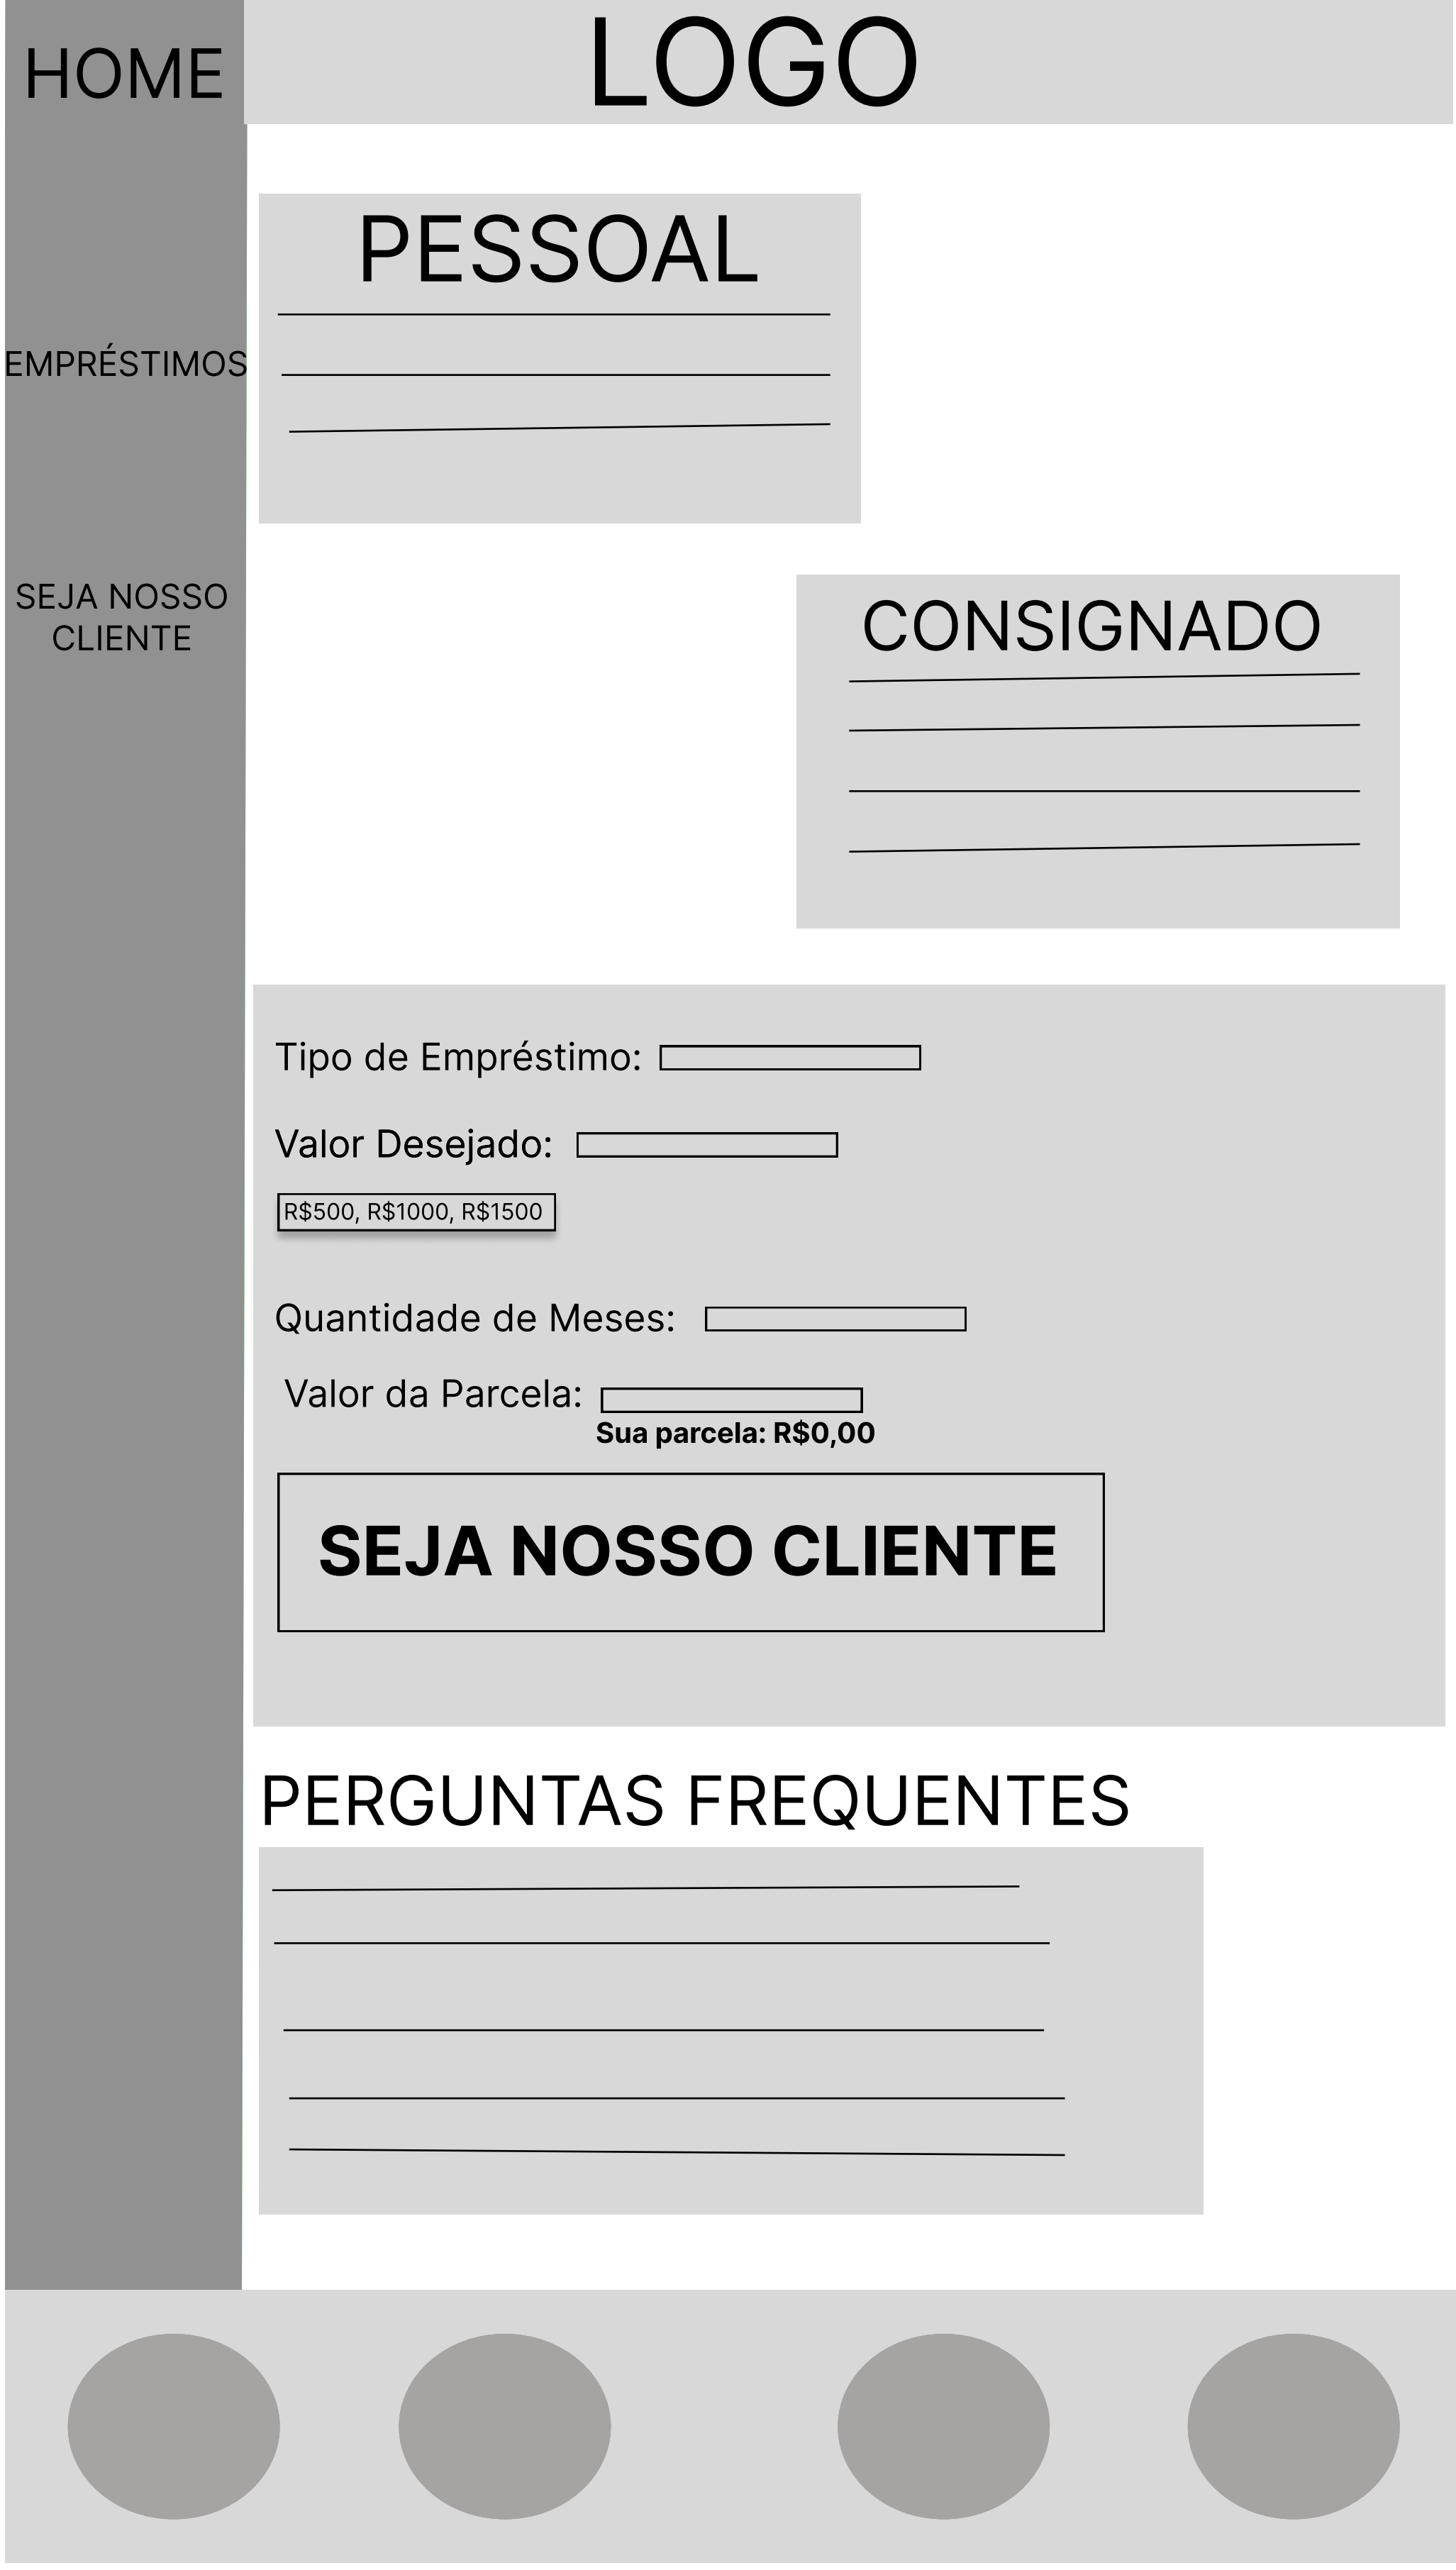 HOME
LOGO
PESSOAL
EMPRÉSTIMOS
SEJA NOSSO
CLIENTE
CONSIGNADO
Tipo de Empréstimo:
Valor Desejado:
R$500, R$1000, R$1500
Quantidade de Meses:
Valor da Parcela:
Sua parcela: R$0,00
SEJA NOSSO CLIENTE
PERGUNTAS FREQUENTES